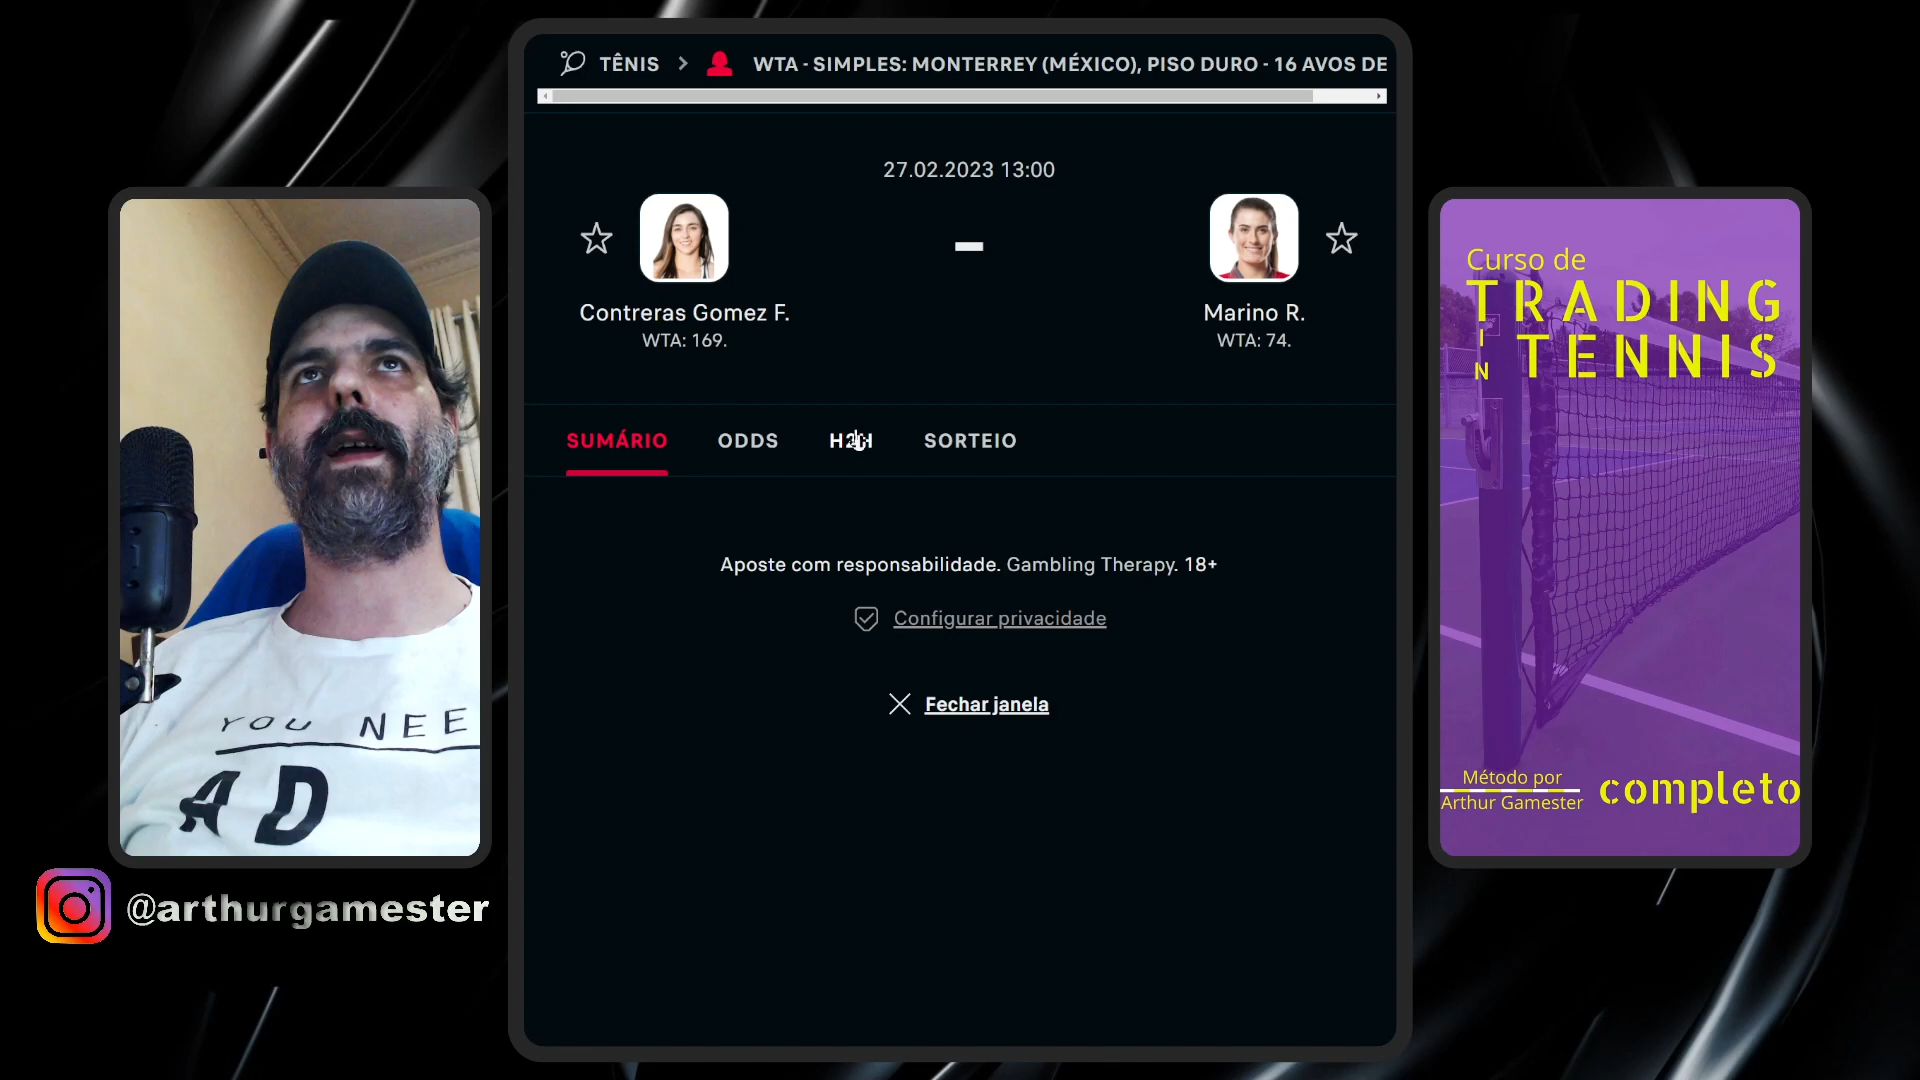 TÊNIS > WTA - SIMPLES: MONTERREY (MÉXICO), PISO DURO - 16 AVOS DE
27.02.2023 13:00
Contreras Gomez F.
WTA: 169.
-
Marino R.
WTA: 74.
SUMÁRIO ODDS H2H SORTEIO
Aposte com responsabilidade. Gambling Therapy. 18+
Configurar privacidade
Fechar janela
YOU NEE
AD
@arthurgamester
Curso de
TRADING
IN TENNIS
Método por
Arthur Gamester
completo